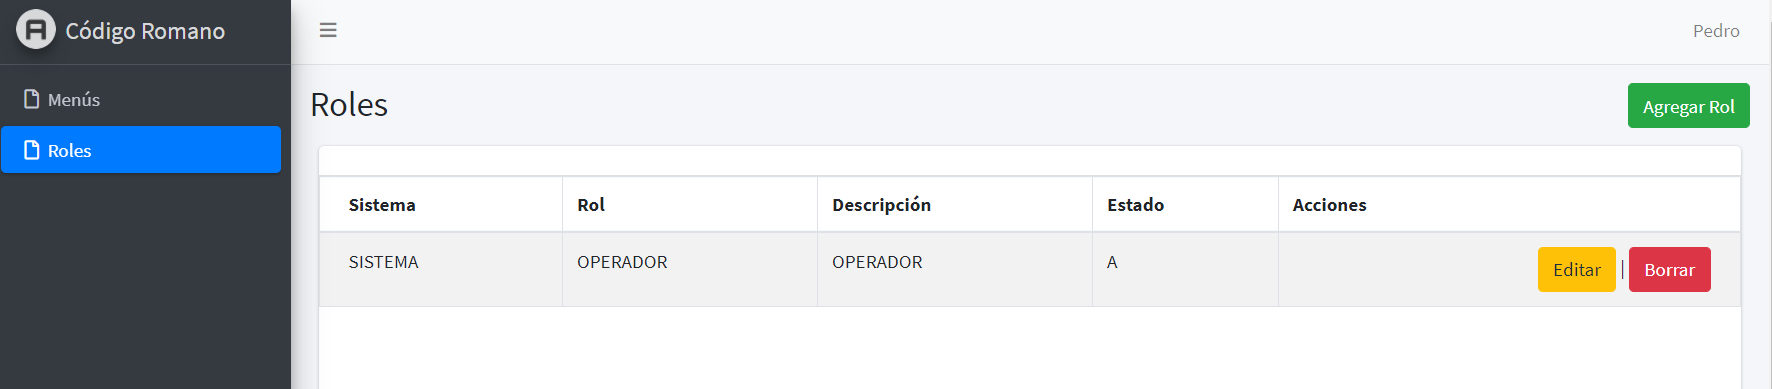 Código Romano
Pedro
Menús
Roles
Roles
Agregar Rol
Sistema Rol Descripción Estado Acciones
SISTEMA OPERADOR OPERADOR A Editar | Borrar